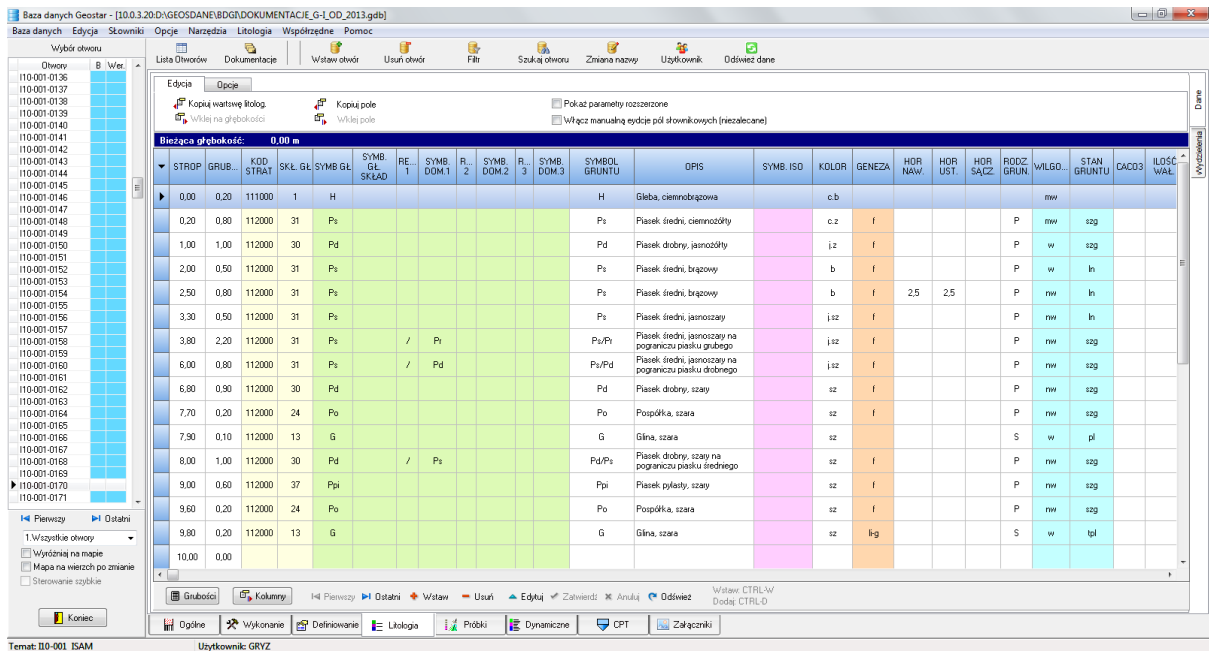 Baza danych Geostar - [10.0.3.20:D:\GEOSDANE\BDGI\DOKUMENTACJE_G-I_OD_2013.gdb]
Baza danych Edycja Słowniki Opcje Narzędzia Litologia Współrzędne Pomoc
Wybór otworu
Lista Otworów Dokumentacje Wstaw otwór Usuń otwór Filtr Szukaj otworu Zmiana nazwy Użytkownik Odśwież dane
Otwory B Wer.
I10-001-0136
I10-001-0137
I10-001-0138
I10-001-0139
I10-001-0140
I10-001-0141
I10-001-0142
I10-001-0143
I10-001-0144
I10-001-0145
I10-001-0146
I10-001-0147
I10-001-0148
I10-001-0149
I10-001-0150
I10-001-0151
I10-001-0152
I10-001-0153
I10-001-0154
I10-001-0155
I10-001-0156
I10-001-0157
I10-001-0158
I10-001-0159
I10-001-0160
I10-001-0161
I10-001-0162
I10-001-0163
I10-001-0164
I10-001-0165
I10-001-0166
I10-001-0167
I10-001-0168
I10-001-0169
I10-001-0170
I10-001-0171
Pierwszy Ostatni
1.Wszystkie otwory
Wyróżniaj na mapie
Mapa na wierzch po zmianie
Sterowanie szybkie
Koniec
Edycja Opcje
Kopiuj wartswę litolog. Kopiuj pole Pokaż parametry rozszerzone
Wklej na głębokości Wklej pole Włącz manualną eydcje pól słownikowych (niezalecane)
Dane
Wydzielenia
Bieżąca głębokość: 0,00 m
STROP GRUB... KOD STRAT SKŁ. GŁ SYMB GŁ SYMB. GŁ. SKŁAD RE... 1 SYMB. DOM.1 R... 2 SYMB. DOM.2 R... 3 SYMB. DOM.3 SYMBOL GRUNTU OPIS SYMB. ISO KOLOR GENEZA HOR NAW. HOR UST. HOR SĄCZ. RODZ. GRUN. WILGO... STAN GRUNTU CACO3 ILOŚĆ WAŁ.
0,00 0,20 111000 1 H H Gleba, ciemnobrązowa c.b mw
0,20 0,80 112000 31 Ps Ps Piasek średni, ciemnożółty c.z f P mw szg
1,00 1,00 112000 30 Pd Pd Piasek drobny, jasnożółty j.z f P w szg
2,00 0,50 112000 31 Ps Ps Piasek średni, brązowy b f P w ln
2,50 0,80 112000 31 Ps Ps Piasek średni, brązowy b f 2,5 2,5 P nw ln
3,30 0,50 112000 31 Ps Ps Piasek średni, jasnoszary j.sz f P nw ln
3,80 2,20 112000 31 Ps / Pr Ps/Pr Piasek średni, jasnoszary na pograniczu piasku grubego j.sz f P nw szg
6,00 0,80 112000 31 Ps / Pd Ps/Pd Piasek średni, jasnoszary na pograniczu piasku drobnego j.sz f P nw szg
6,80 0,90 112000 30 Pd Pd Piasek drobny, szary sz f P nw szg
7,70 0,20 112000 24 Po Po Pospółka, szara sz f P nw szg
7,90 0,10 112000 13 G G Glina, szara sz S w pl
8,00 1,00 112000 30 Pd / Ps Pd/Ps Piasek drobny, szary na pograniczu piasku średniego sz f P nw szg
9,00 0,60 112000 37 Ppi Ppi Piasek pylasty, szary sz f P nw szg
9,60 0,20 112000 24 Po Po Pospółka, szara sz f P nw szg
9,80 0,20 112000 13 G G Glina, szara sz li-g S w tpl
10,00 0,00
Grubości Kolumny Pierwszy Ostatni Wstaw Usuń Edytuj Zatwierdź Anuluj Odśwież Wstaw: CTRL-W
Dodaj: CTRL-D
Ogólne Wykonanie Definiowanie Litologia Próbki Dynamiczne CPT Załączniki
Temat: I10-001 ISAM Użytkownik: GRYZ